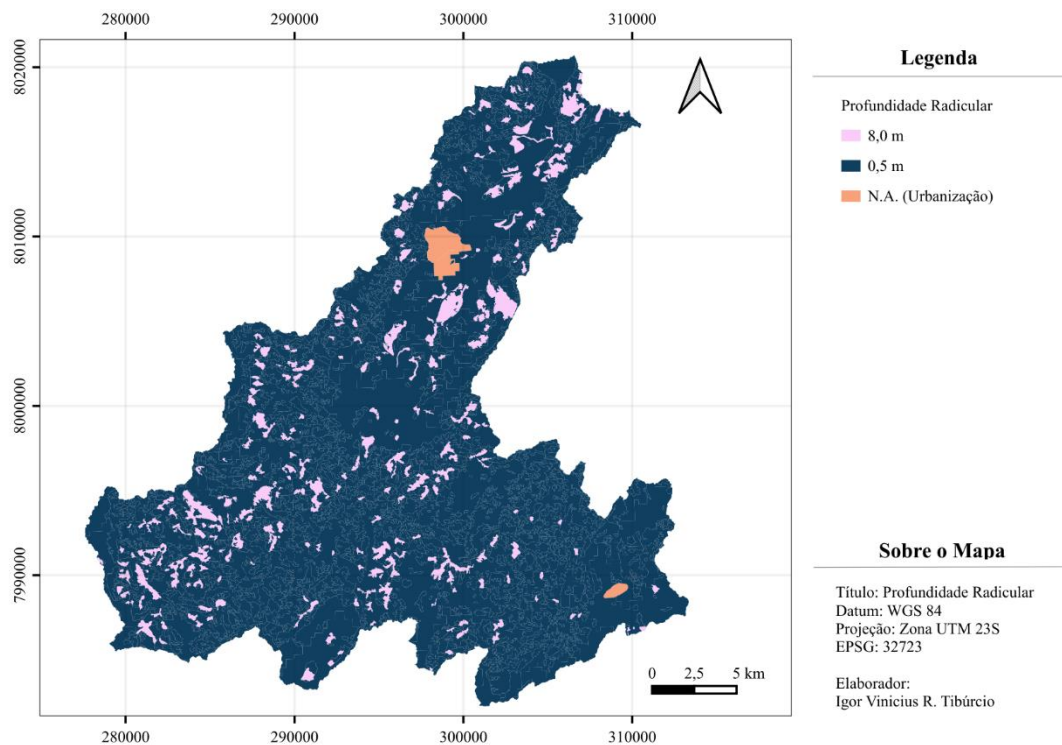 280000 290000 300000 310000
8020000
8010000
8000000
7990000
0 2,5 5 km
280000 290000 300000 310000
Legenda
Profundidade Radicular
8,0 m
0,5 m
N.A. (Urbanização)
Sobre o Mapa
Título: Profundidade Radicular
Datum: WGS 84
Projeção: Zona UTM 23S
EPSG: 32723
Elaborador:
Igor Vinicius R. Tibúrcio